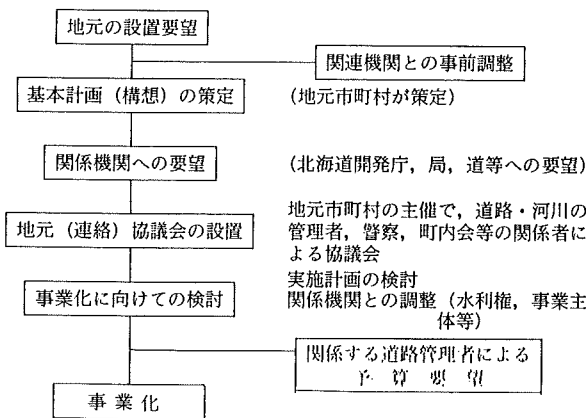 地元の設置要望
関連機関との事前調整
基本計画(構想)の策定
(地元市町村が策定)
関係機関への要望
(北海道開発庁,局,道等への要望)
地元(連絡)協議会の設置
地元市町村の主催で,道路・河川の
管理者,警察,町内会等の関係者に
よる協議会
事業化に向けての検討
実施計画の検討
関係機関との調整(水利権,事業主
体等)
関係する道路管理者による
予算要望
事業化